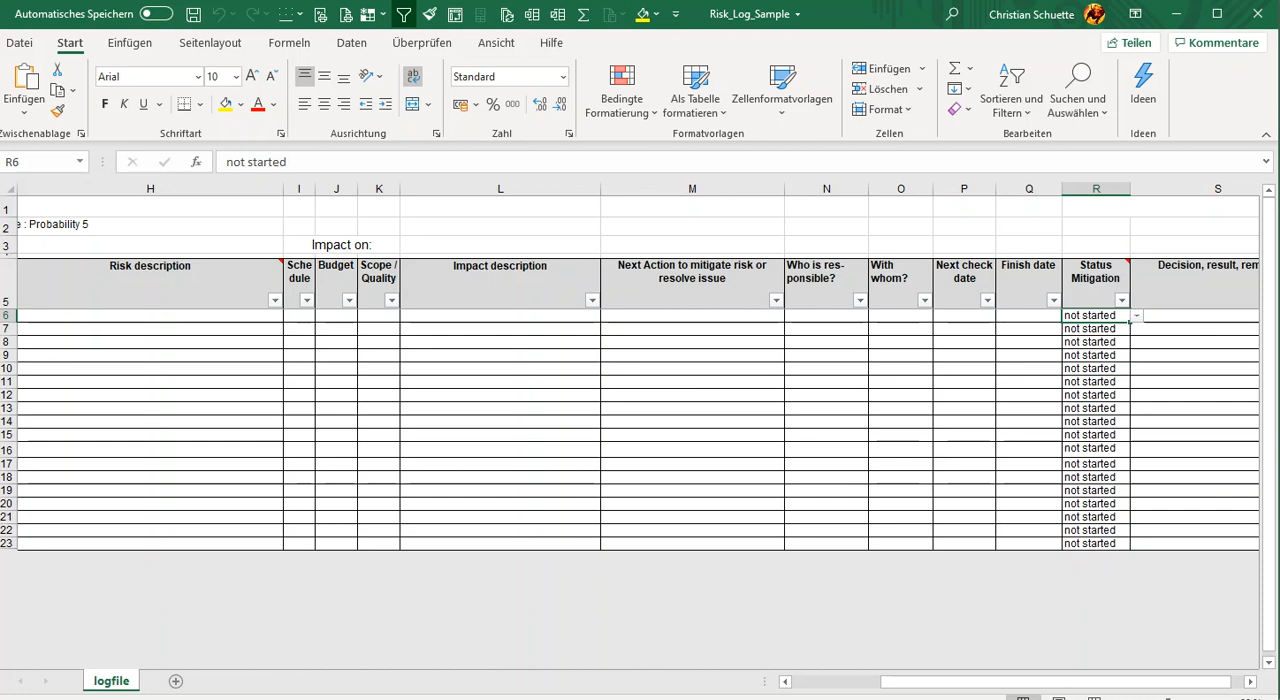 Automatisches Speichern Risk_Log_Sample Christian Schuette
Datei Start Einfügen Seitenlayout Formeln Daten Überprüfen Ansicht Hilfe Teilen Kommentare
Einfügen
Arial 10
F K U
Standard
% 000
Bedingte Formatierung
Als Tabelle formatieren
Zellenformatvorlagen
Einfügen
Löschen
Format
Sortieren und Filtern
Suchen und Auswählen
Ideen
Zwischenablage Schriftart Ausrichtung Zahl Formatvorlagen Zellen Bearbeiten Ideen
R6 fx not started
H I J K L M N O P Q R S
1
2 e : Probability 5
3 Impact on:
5 Risk description
Sche
dule
Budget
Scope /
Quality
Impact description
Next Action to mitigate risk or
resolve issue
Who is res-
ponsible?
With
whom?
Next check
date
Finish date
Status
Mitigation
Decision, result, rem
6 not started
7 not started
8 not started
9 not started
10 not started
11 not started
12 not started
13 not started
14 not started
15 not started
16 not started
17 not started
18 not started
19 not started
20 not started
21 not started
22 not started
23 not started
logfile